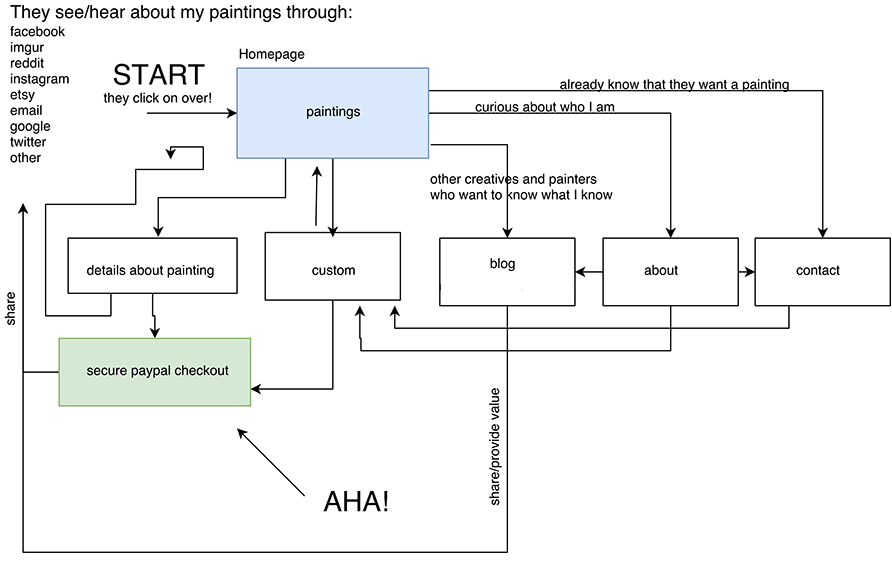 They see/hear about my paintings through:
facebook
imgur
reddit
instagram
etsy
email
google
twitter
other
START
they click on over!
Homepage
paintings
already know that they want a painting
curious about who I am
other creatives and painters
who want to know what I know
details about painting
custom
blog
about
contact
share
secure paypal checkout
share/provide value
AHA!